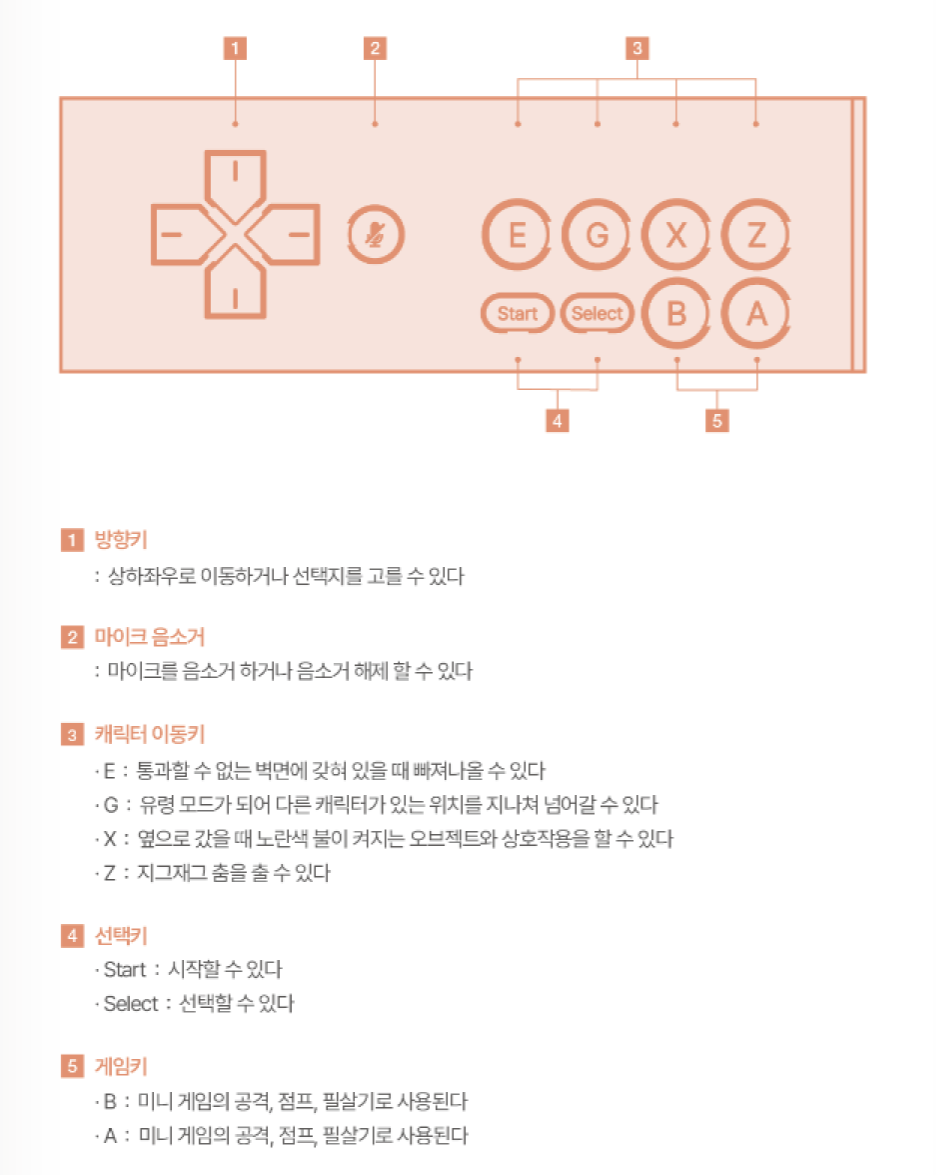 1 2 3
E G X Z
Start Select B A
4 5
1 방향키
: 상하좌우로 이동하거나 선택지를 고를 수 있다
2 마이크 음소거
: 마이크를 음소거 하거나 음소거 해제 할 수 있다
3 캐릭터 이동키
· E : 통과할 수 없는 벽면에 갖혀 있을 때 빠져나올 수 있다
· G : 유령 모드가 되어 다른 캐릭터가 있는 위치를 지나쳐 넘어갈 수 있다
· X : 옆으로 갔을 때 노란색 불이 켜지는 오브젝트와 상호작용을 할 수 있다
· Z : 지그재그 춤을 출 수 있다
4 선택키
· Start : 시작할 수 있다
· Select : 선택할 수 있다
5 게임키
· B : 미니 게임의 공격, 점프, 필살기로 사용된다
· A : 미니 게임의 공격, 점프, 필살기로 사용된다